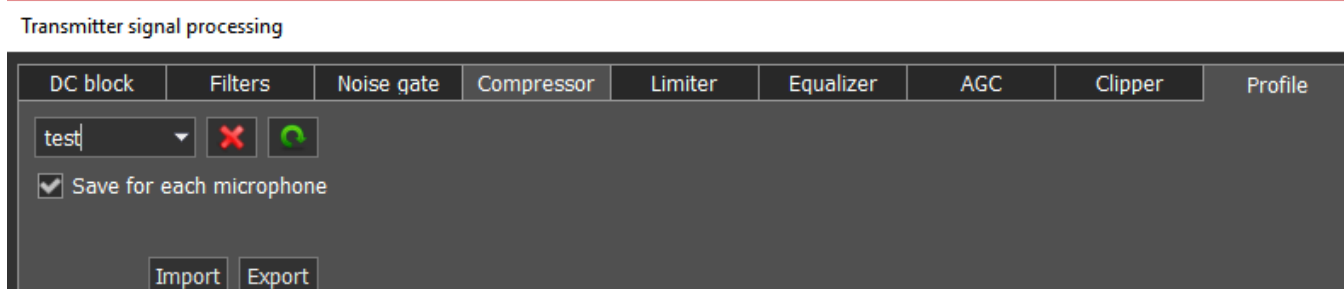 Transmitter signal processing
DC block Filters Noise gate Compressor Limiter Equalizer AGC Clipper Profile
test
Save for each microphone
Import Export